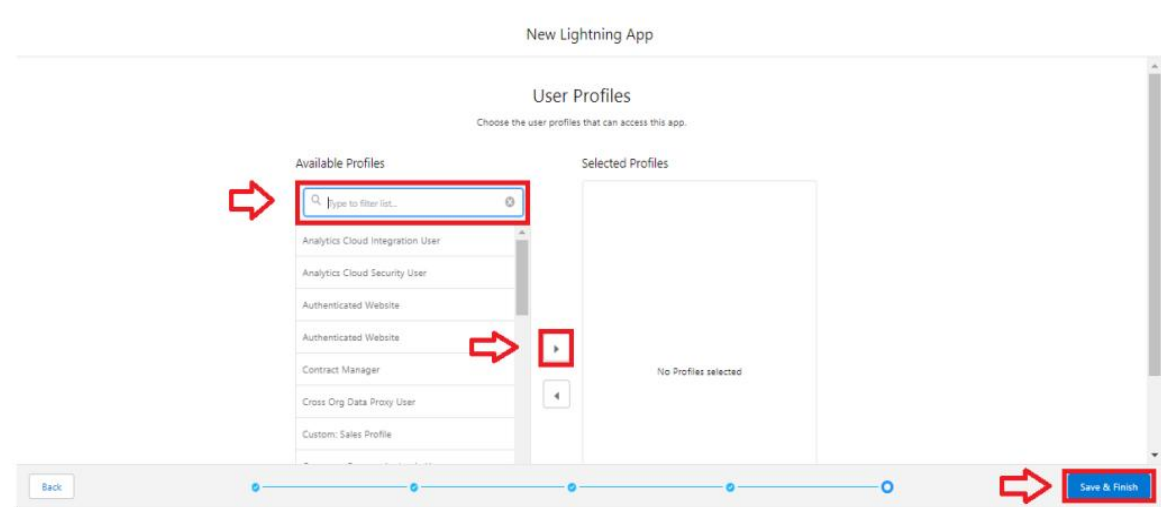 New Lightning App
User Profiles
Choose the user profiles that can access this app.
Available Profiles
Type to filter list...
Analytics Cloud Integration User
Analytics Cloud Security User
Authenticated Website
Authenticated Website
Contract Manager
Cross Org Data Proxy User
Custom: Sales Profile
Selected Profiles
No Profiles selected
Back
Save & Finish